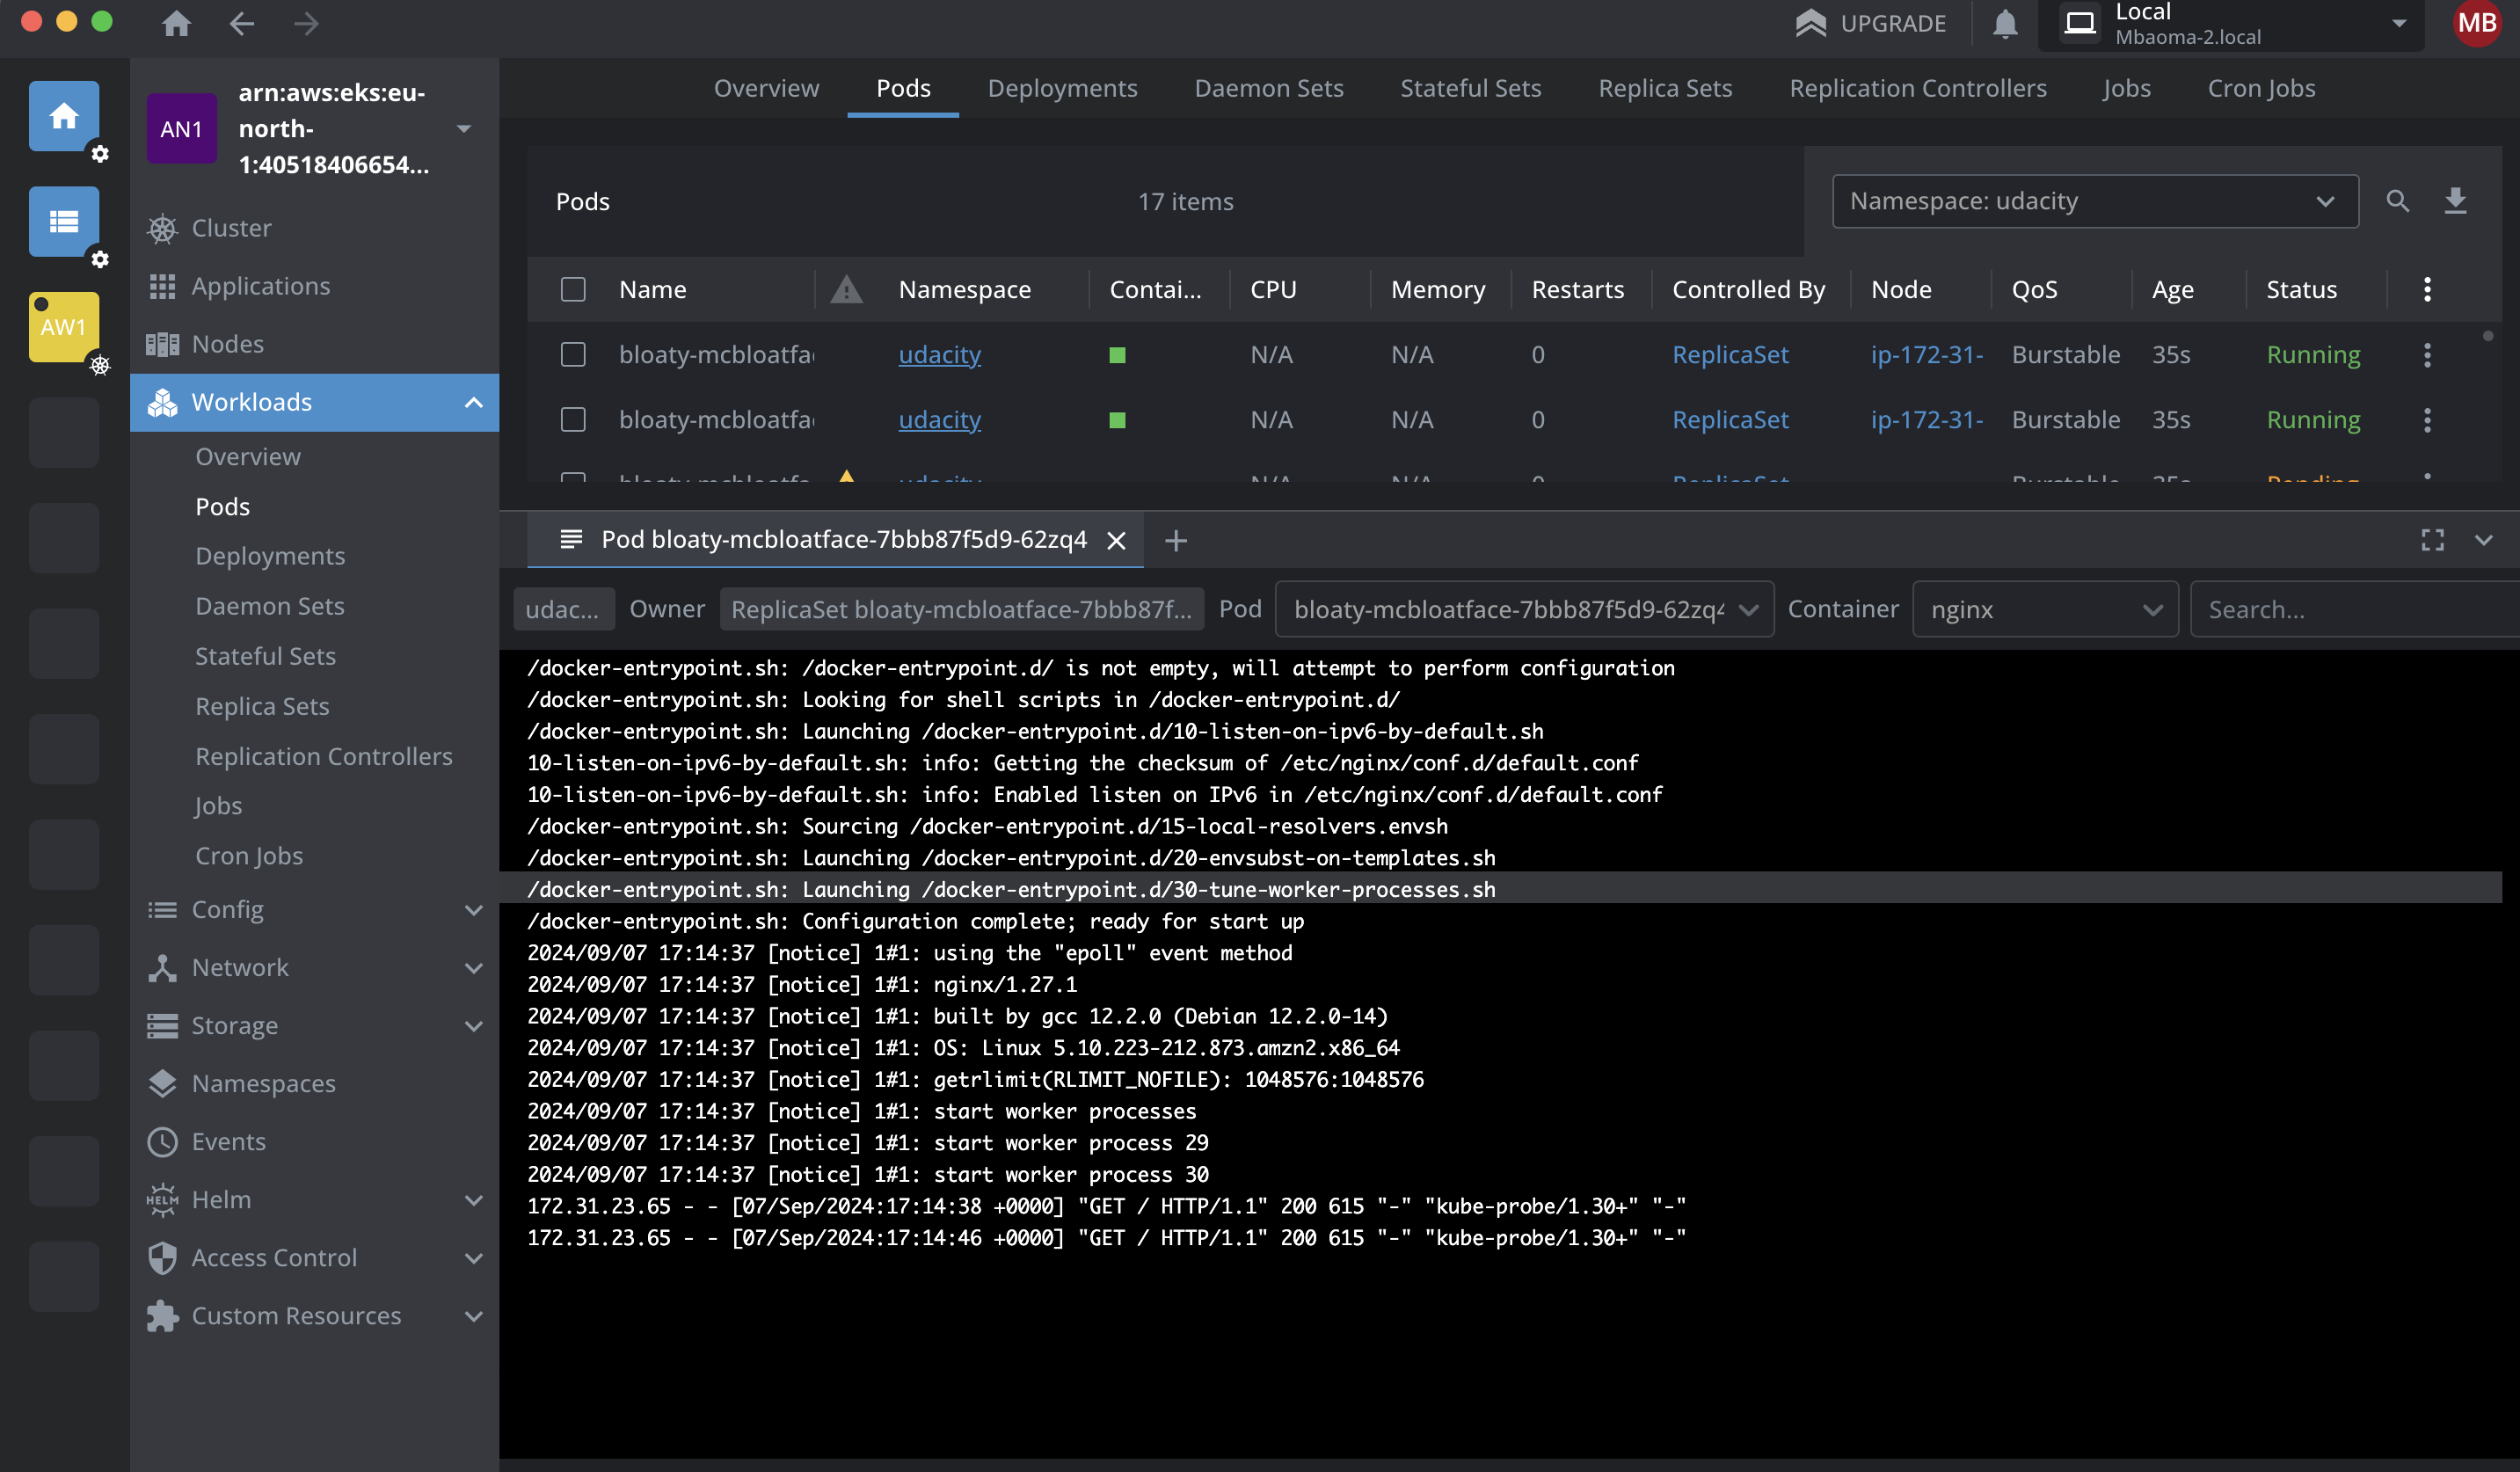 UPGRADE
Local
Mbaoma-2.local
MB
AN1
arn:aws:eks:eu-
north-
1:40518406654...
AW1
Cluster
Applications
Nodes
Workloads
Overview
Pods
Deployments
Daemon Sets
Stateful Sets
Replica Sets
Replication Controllers
Jobs
Cron Jobs
Config
Network
Storage
Namespaces
Events
HELM Helm
Access Control
Custom Resources
Overview Pods Deployments Daemon Sets Stateful Sets Replica Sets Replication Controllers Jobs Cron Jobs
Pods 17 items Namespace: udacity
Name Namespace Contai... CPU Memory Restarts Controlled By Node QoS Age Status
bloaty-mcbloatfa udacity N/A N/A 0 ReplicaSet ip-172-31- Burstable 35s Running
bloaty-mcbloatfa udacity N/A N/A 0 ReplicaSet ip-172-31- Burstable 35s Running
Pod bloaty-mcbloatface-7bbb87f5d9-62zq4
udac... Owner ReplicaSet bloaty-mcbloatface-7bbb87f... Pod bloaty-mcbloatface-7bbb87f5d9-62zq4 Container nginx Search...
/docker-entrypoint.sh: /docker-entrypoint.d/ is not empty, will attempt to perform configuration
/docker-entrypoint.sh: Looking for shell scripts in /docker-entrypoint.d/
/docker-entrypoint.sh: Launching /docker-entrypoint.d/10-listen-on-ipv6-by-default.sh
10-listen-on-ipv6-by-default.sh: info: Getting the checksum of /etc/nginx/conf.d/default.conf
10-listen-on-ipv6-by-default.sh: info: Enabled listen on IPv6 in /etc/nginx/conf.d/default.conf
/docker-entrypoint.sh: Sourcing /docker-entrypoint.d/15-local-resolvers.envsh
/docker-entrypoint.sh: Launching /docker-entrypoint.d/20-envsubst-on-templates.sh
/docker-entrypoint.sh: Launching /docker-entrypoint.d/30-tune-worker-processes.sh
/docker-entrypoint.sh: Configuration complete; ready for start up
2024/09/07 17:14:37 [notice] 1#1: using the "epoll" event method
2024/09/07 17:14:37 [notice] 1#1: nginx/1.27.1
2024/09/07 17:14:37 [notice] 1#1: built by gcc 12.2.0 (Debian 12.2.0-14)
2024/09/07 17:14:37 [notice] 1#1: OS: Linux 5.10.223-212.873.amzn2.x86_64
2024/09/07 17:14:37 [notice] 1#1: getrlimit(RLIMIT_NOFILE): 1048576:1048576
2024/09/07 17:14:37 [notice] 1#1: start worker processes
2024/09/07 17:14:37 [notice] 1#1: start worker process 29
2024/09/07 17:14:37 [notice] 1#1: start worker process 30
172.31.23.65 - - [07/Sep/2024:17:14:38 +0000] "GET / HTTP/1.1" 200 615 "-" "kube-probe/1.30+" "-"
172.31.23.65 - - [07/Sep/2024:17:14:46 +0000] "GET / HTTP/1.1" 200 615 "-" "kube-probe/1.30+" "-"